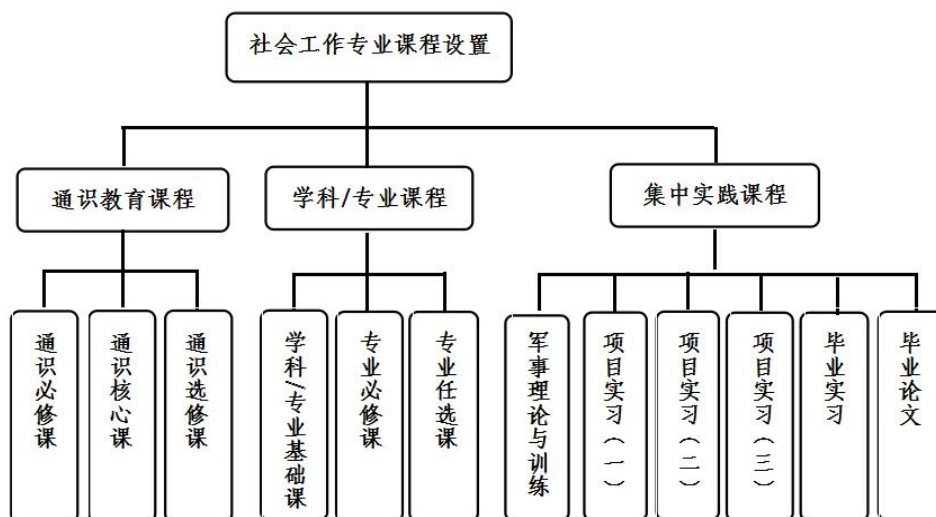 社会工作专业课程设置
通识教育课程
学科/专业课程
集中实践课程
通识必修课
通识核心课
通识选修课
学科/专业基础课
专业必修课
专业任选课
军事理论与训练
项目实习（一）
项目实习（二）
项目实习（三）
毕业实习
毕业论文